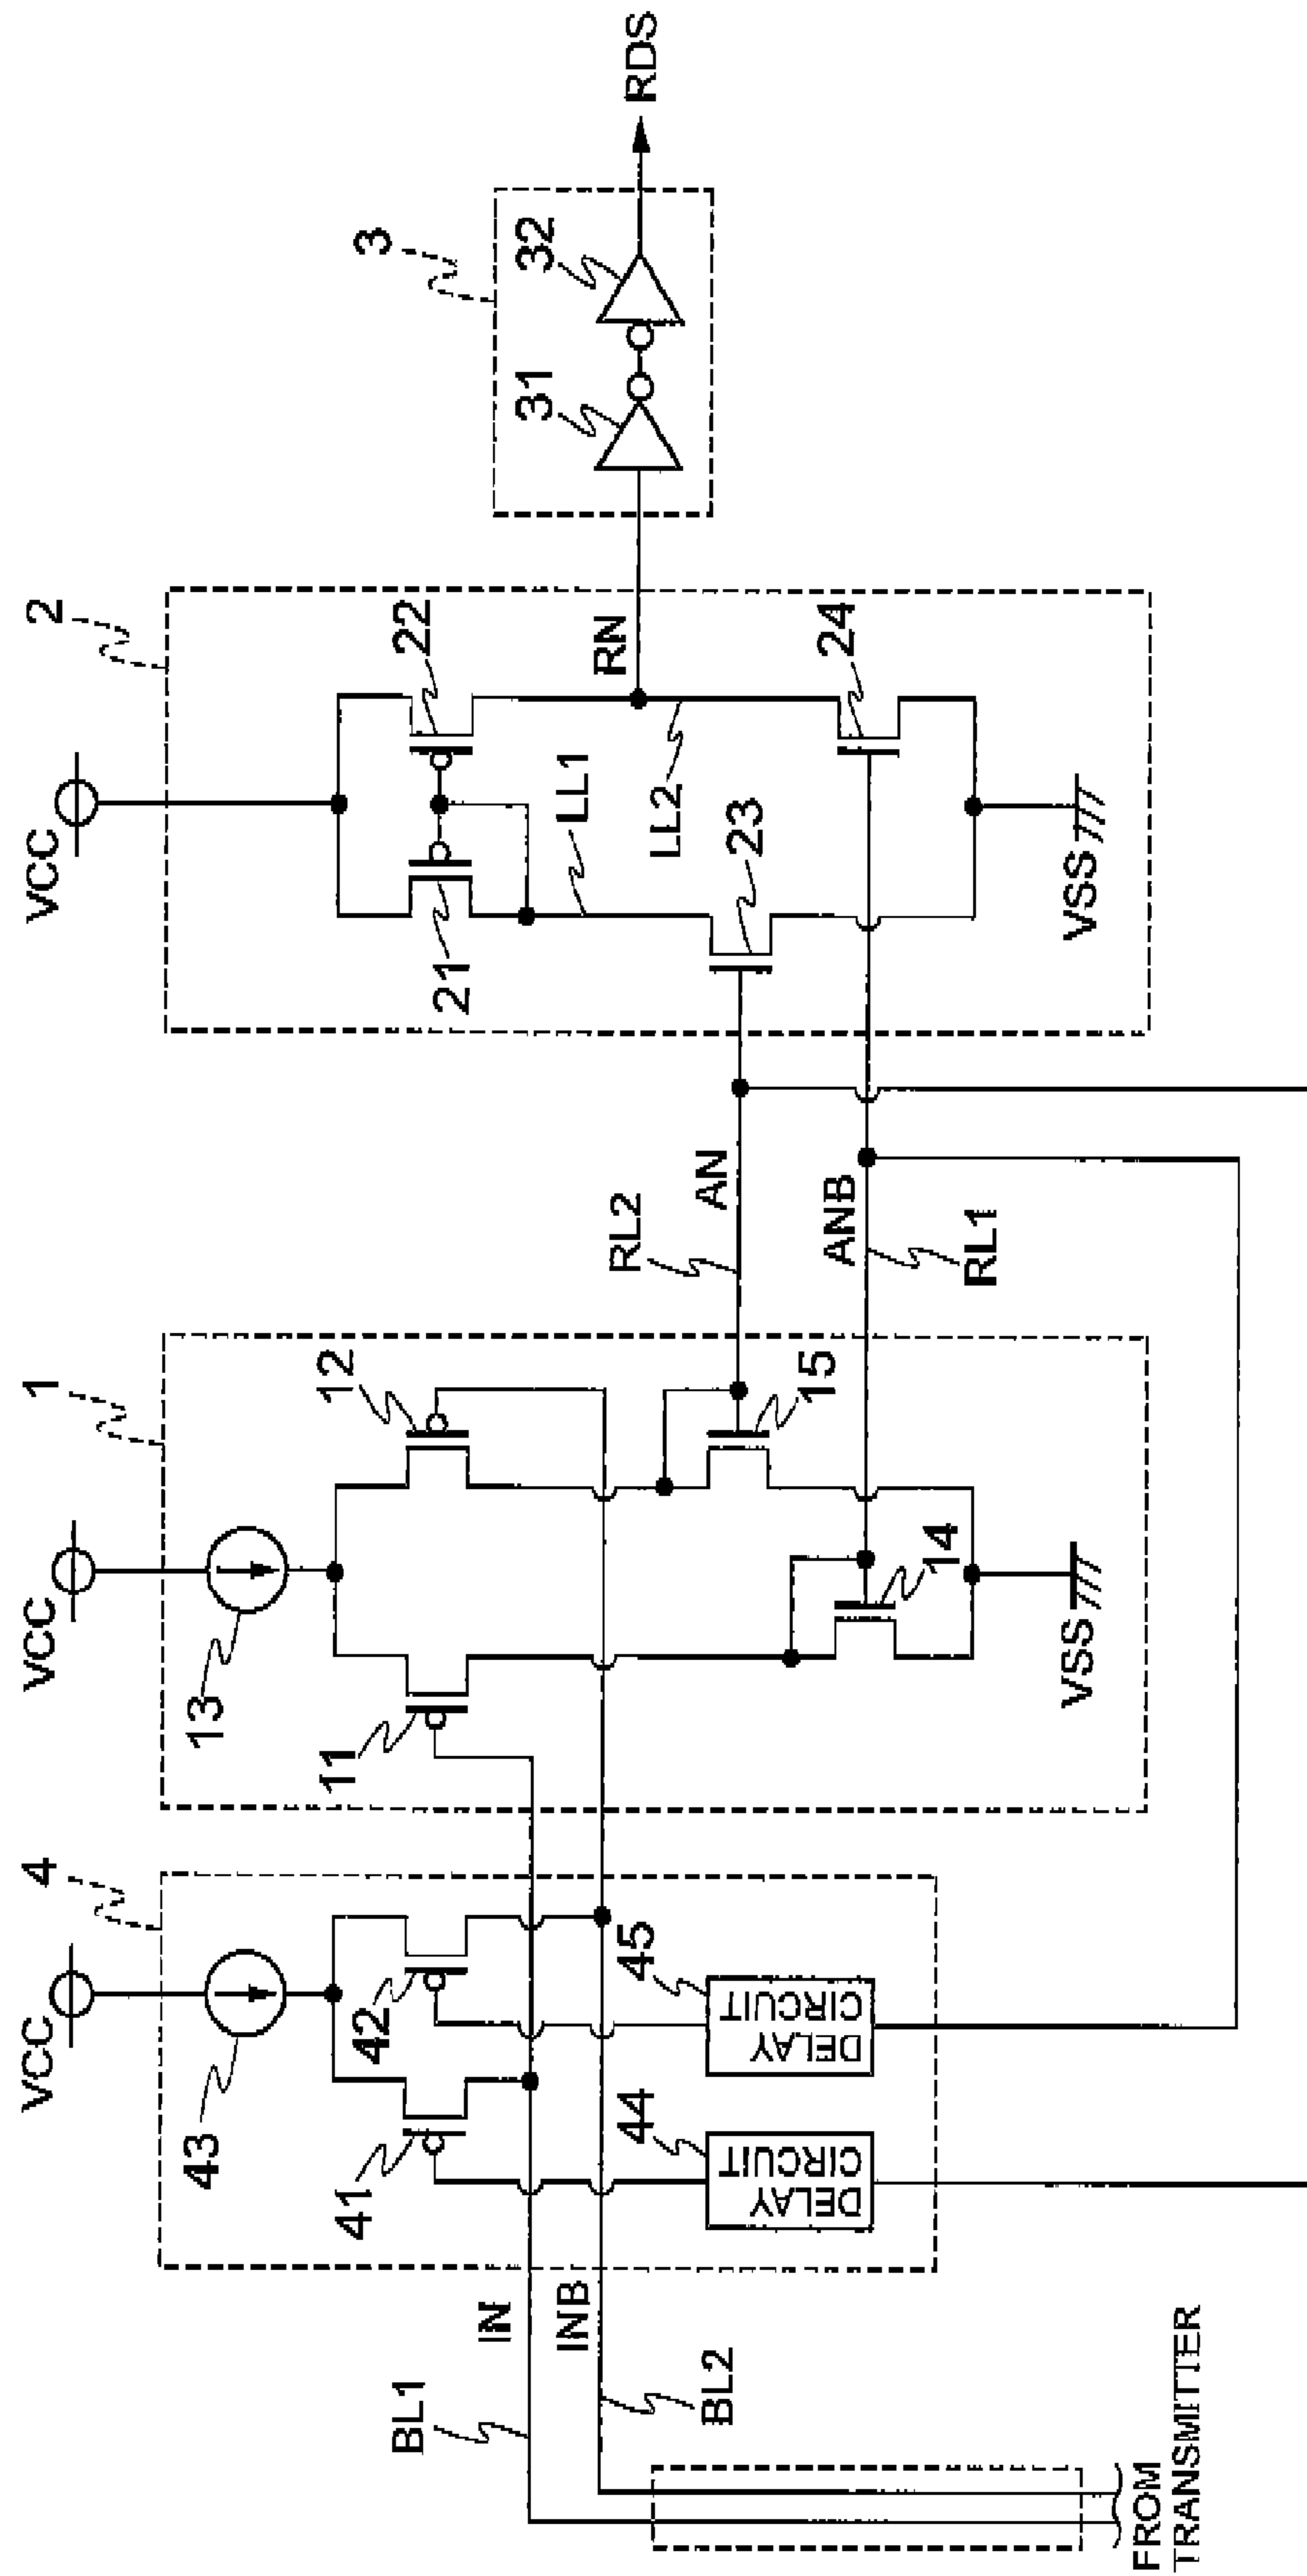 VCC
4
43
41
42
44
45
DELAY
CIRCUIT
DELAY
CIRCUIT
IN
INB
BL1
BL2
FROM
TRANSMITTER
VCC
1
13
11
12
15
14
VSS
RL2
AN
ANB
RL1
VCC
2
21
22
LL1
LL2
RN
23
24
VSS
3
31
32
RDS